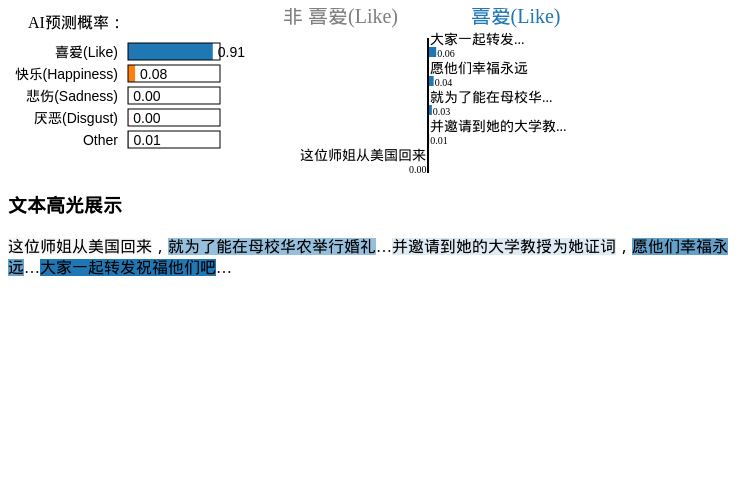 AI预测概率：
喜爱(Like) 0.91
快乐(Happiness) 0.08
悲伤(Sadness) 0.00
厌恶(Disgust) 0.00
Other 0.01
非 喜爱(Like) 喜爱(Like)
大家一起转发...
0.06
愿他们幸福永远
0.04
就为了能在母校华...
0.03
并邀请到她的大学教...
0.01
这位师姐从美国回来
0.00
文本高光展示
这位师姐从美国回来，就为了能在母校华农举行婚礼…并邀请到她的大学教授为她证词，愿他们幸福永
远…大家一起转发祝福他们吧…